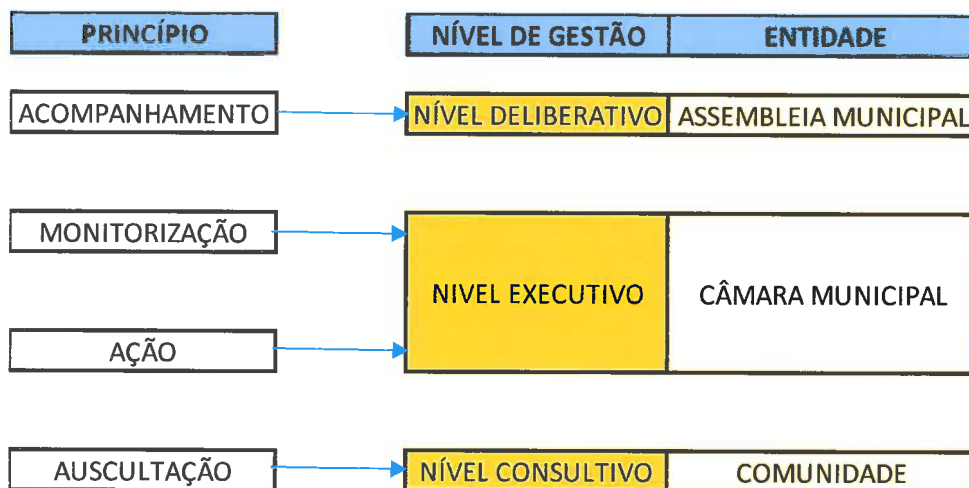 PRINCÍPIO NÍVEL DE GESTÃO ENTIDADE
ACOMPANHAMENTO NÍVEL DELIBERATIVO ASSEMBLEIA MUNICIPAL
MONITORIZAÇÃO
NIVEL EXECUTIVO CÂMARA MUNICIPAL
AÇÃO
AUSCULTAÇÃO NÍVEL CONSULTIVO COMUNIDADE